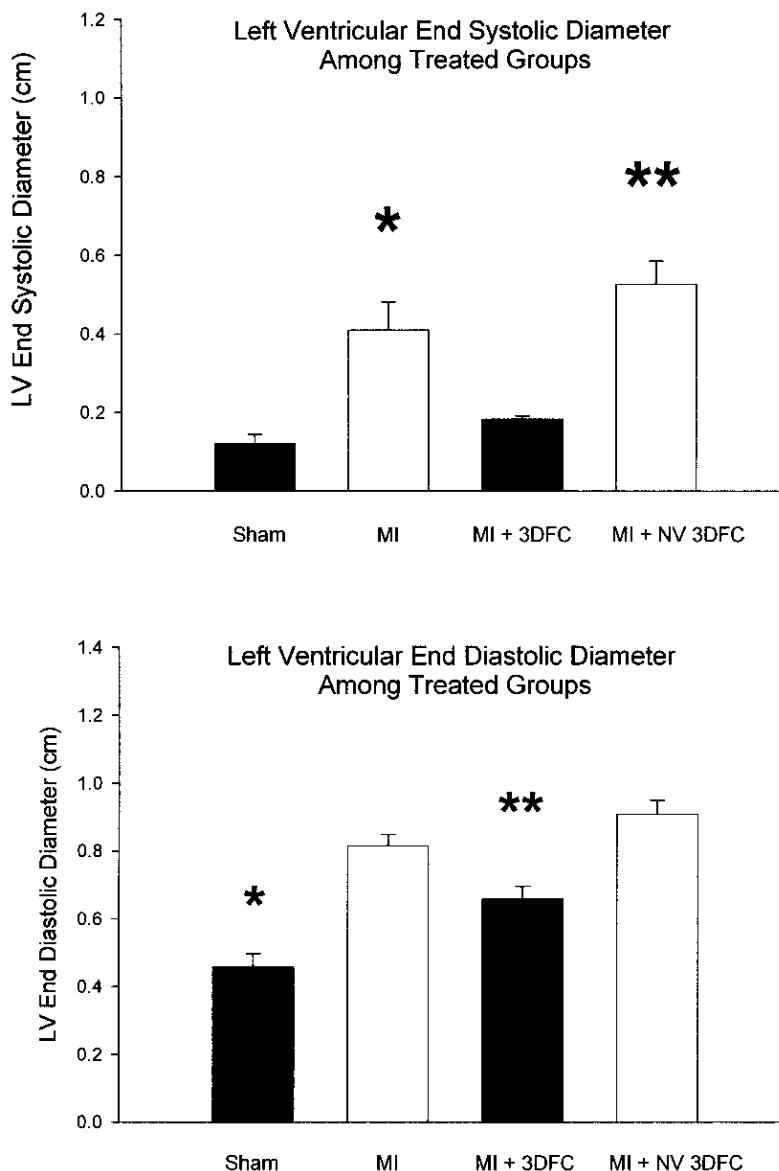 Left Ventricular End Systolic Diameter
Among Treated Groups
LV End Systolic Diameter (cm)
1.2
1.0
0.8
0.6
0.4
0.2
0.0
*
**
Sham MI MI + 3DFC MI + NV 3DFC
Left Ventricular End Diastolic Diameter
Among Treated Groups
LV End Diastolic Diameter (cm)
1.4
1.2
1.0
0.8
0.6
0.4
0.2
0.0
*
**
Sham MI MI + 3DFC MI + NV 3DFC